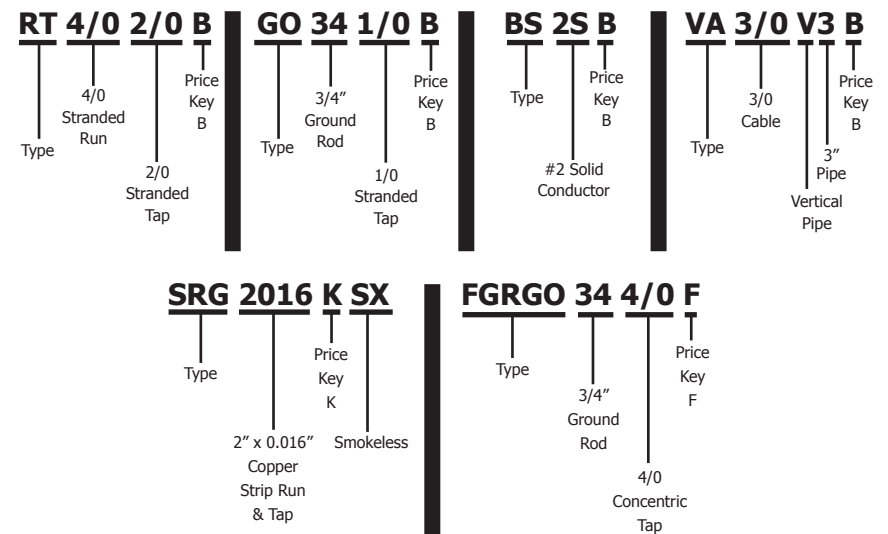 RT 4/0 2/0 B
Type
4/0
Stranded
Run
2/0
Stranded
Tap
Price
Key
B
GO 34 1/0 B
Type
3/4″
Ground
Rod
1/0
Stranded
Tap
Price
Key
B
BS 2S B
Type
#2 Solid
Conductor
Price
Key
B
VA 3/0 V3 B
Type
3/0
Cable
Vertical
Pipe
3″
Pipe
Price
Key
B
SRG 2016 K SX
Type
2″ x 0.016″
Copper
Strip Run
& Tap
Price
Key
K
Smokeless
FGRGO 34 4/0 F
Type
3/4″
Ground
Rod
4/0
Concentric
Tap
Price
Key
F